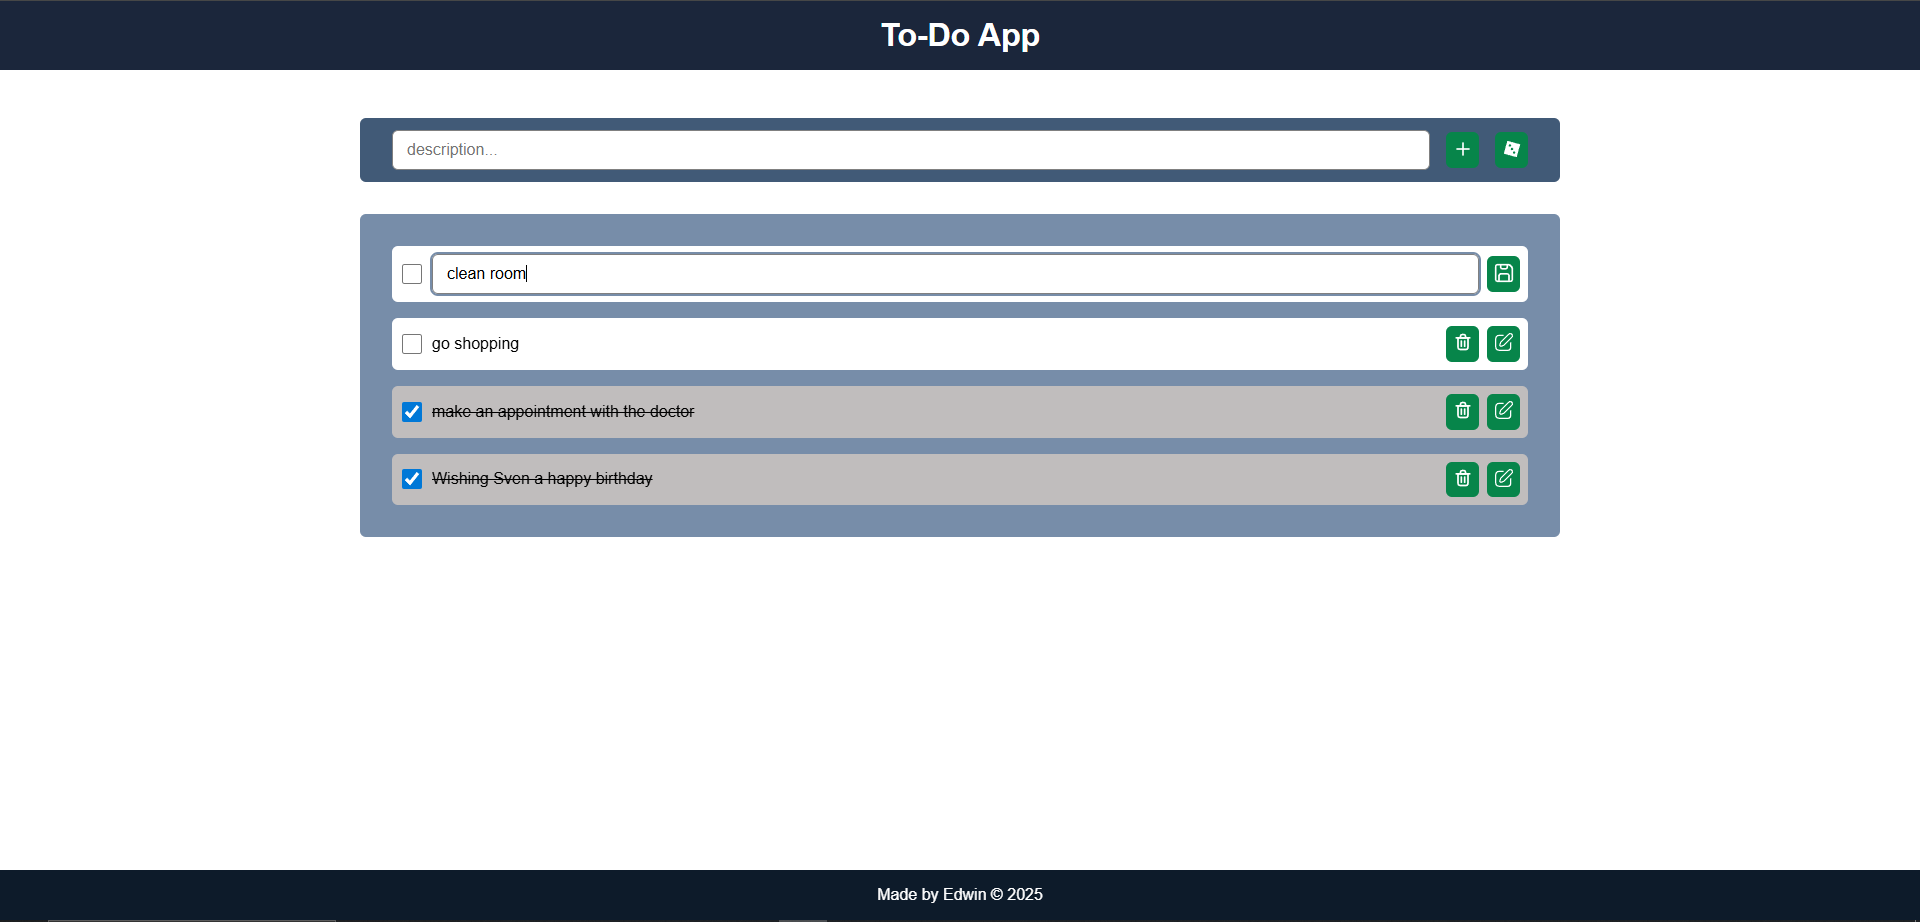 To-Do App
description...
clean room
go shopping
make an appointment with the doctor
Wishing Sven a happy birthday
Made by Edwin © 2025